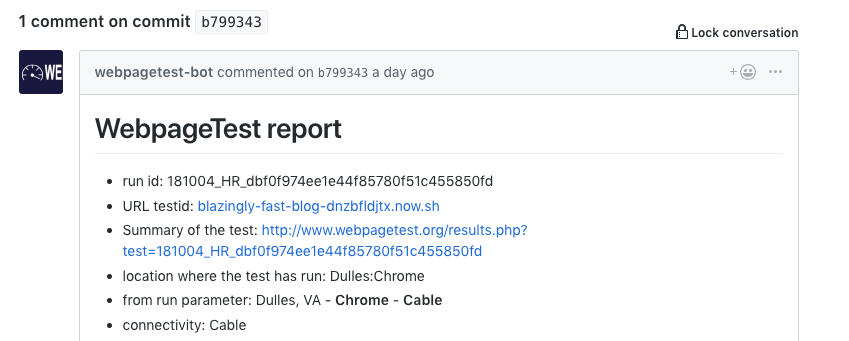 1 comment on commit b799343
Lock conversation
WE
webpagetest-bot commented on b799343 a day ago
WebpageTest report
run id: 181004_HR_dbf0f974ee1e44f85780f51c455850fd
URL testid: blazingly-fast-blog-dnzbfldjtx.now.sh
Summary of the test: http://www.webpagetest.org/results.php?
test=181004_HR_dbf0f974ee1e44f85780f51c455850fd
location where the test has run: Dulles:Chrome
from run parameter: Dulles, VA - Chrome - Cable
connectivity: Cable